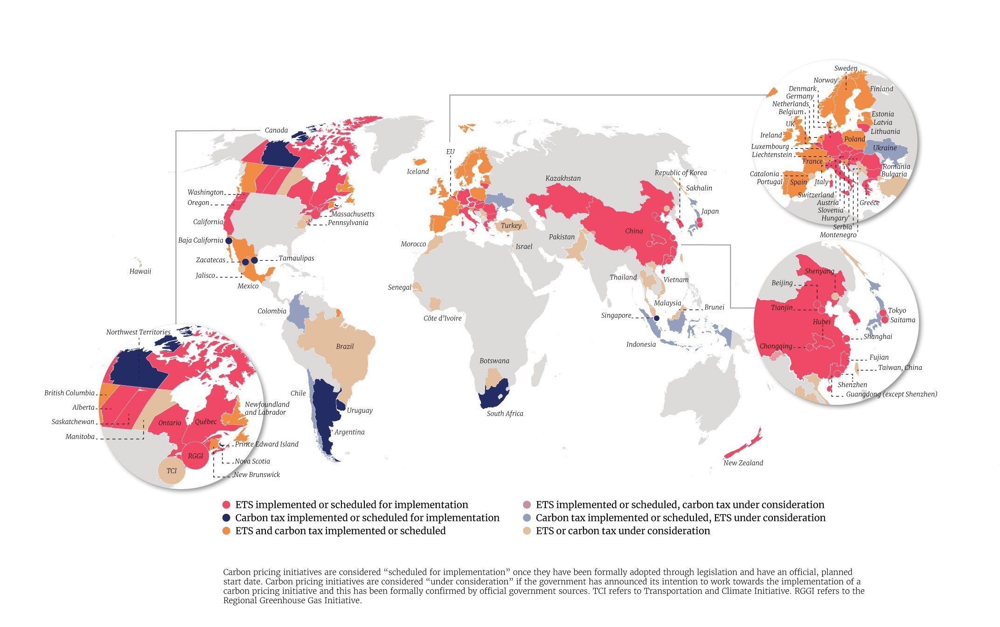 Sweden
Norway
Denmark
Germany
Netherlands
Belgium
Finland
Estonia
Latvia
Lithuania
UK
Ireland
Poland
Luxembourg
Liechtenstein
Ukraine
France
Romania
Bulgaria
Catalonia
Portugal
Spain
Italy
Switzerland
Austria
Slovenia
Hungary
Greece
Serbia
Montenegro
Canada
EU
Iceland
Washington
Oregon
California
Massachusetts
Pennsylvania
Baja California
Zacatecas
Tamaulipas
Jalisco
Mexico
Hawaii
Kazakhstan
Republic of Korea
Sakhalin
Japan
China
Turkey
Pakistan
Morocco
Israel
Thailand
Vietnam
Senegal
Malaysia
Brunei
Singapore
Côte d’Ivoire
Indonesia
Colombia
Brazil
Botswana
Chile
Uruguay
Argentina
South Africa
New Zealand
Shenyang
Beijing
Tianjin
Tokyo
Saitama
Hubei
Shanghai
Chongqing
Fujian
Taiwan, China
Shenzhen
Guangdong (except Shenzhen)
Northwest Territories
British Columbia
Alberta
Saskatchewan
Manitoba
Ontario
Québec
Newfoundland
and Labrador
Prince Edward Island
Nova Scotia
New Brunswick
RGGI
TCI
ETS implemented or scheduled for implementation
Carbon tax implemented or scheduled for implementation
ETS and carbon tax implemented or scheduled
ETS implemented or scheduled, carbon tax under consideration
Carbon tax implemented or scheduled, ETS under consideration
ETS or carbon tax under consideration
Carbon pricing initiatives are considered “scheduled for implementation” once they have been formally adopted through legislation and have an official, planned
start date. Carbon pricing initiatives are considered “under consideration” if the government has announced its intention to work towards the implementation of a
carbon pricing initiative and this has been formally confirmed by official government sources. TCI refers to Transportation and Climate Initiative. RGGI refers to the
Regional Greenhouse Gas Initiative.